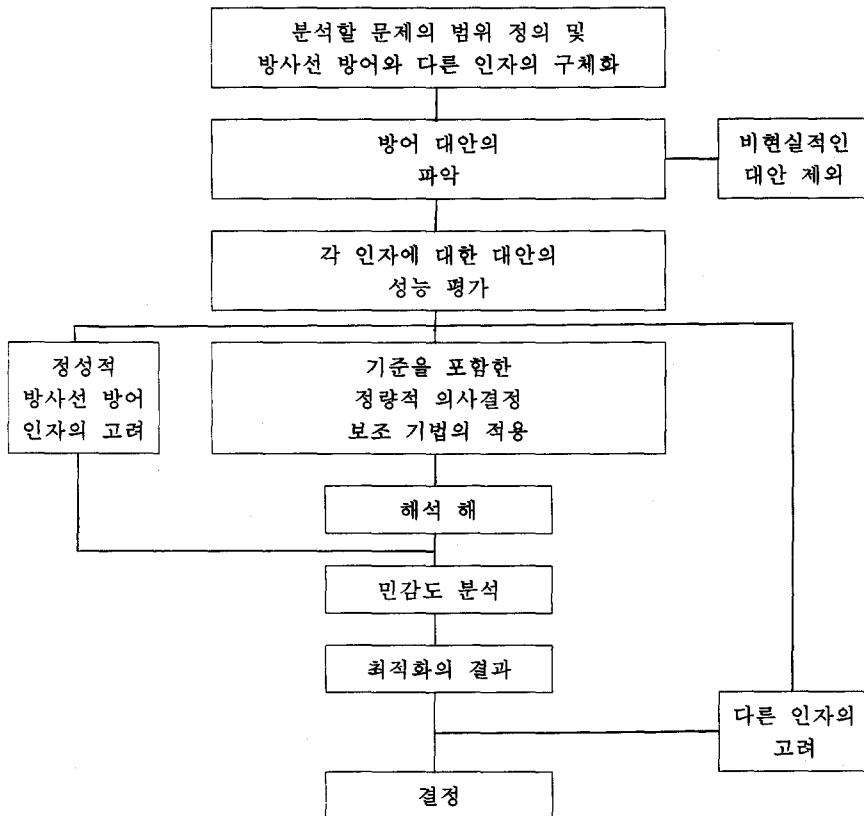 분석할 문제의 범위 정의 및
방사선 방어와 다른 인자의 구체화
방어 대안의
파악
비현실적인
대안 제외
각 인자에 대한 대안의
성능 평가
정성적
방사선 방어
인자의 고려
기준을 포함한
정량적 의사결정
보조 기법의 적용
해석 해
민감도 분석
최적화의 결과
다른 인자의
고려
결정